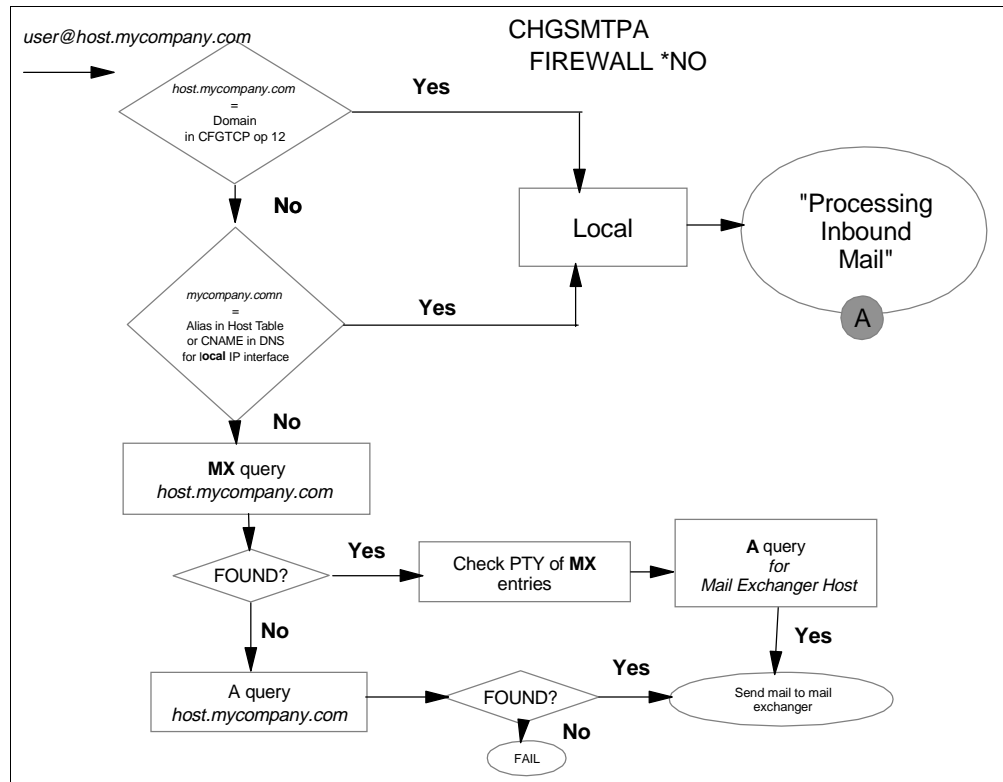 user@host.mycompany.com
CHGSMTPA
FIREWALL *NO
host.mycompany.com
=
Domain
in CFGTCP op 12
Yes
No
Local
"Processing
Inbound
Mail"
A
mycompany.comn
=
Alias in Host Table
or CNAME in DNS
for local IP interface
Yes
No
MX query
host.mycompany.com
FOUND?
Yes
Check PTY of MX
entries
A query
for
Mail Exchanger Host
No
Yes
A query
host.mycompany.com
FOUND?
Yes
Send mail to mail
exchanger
No
FAIL